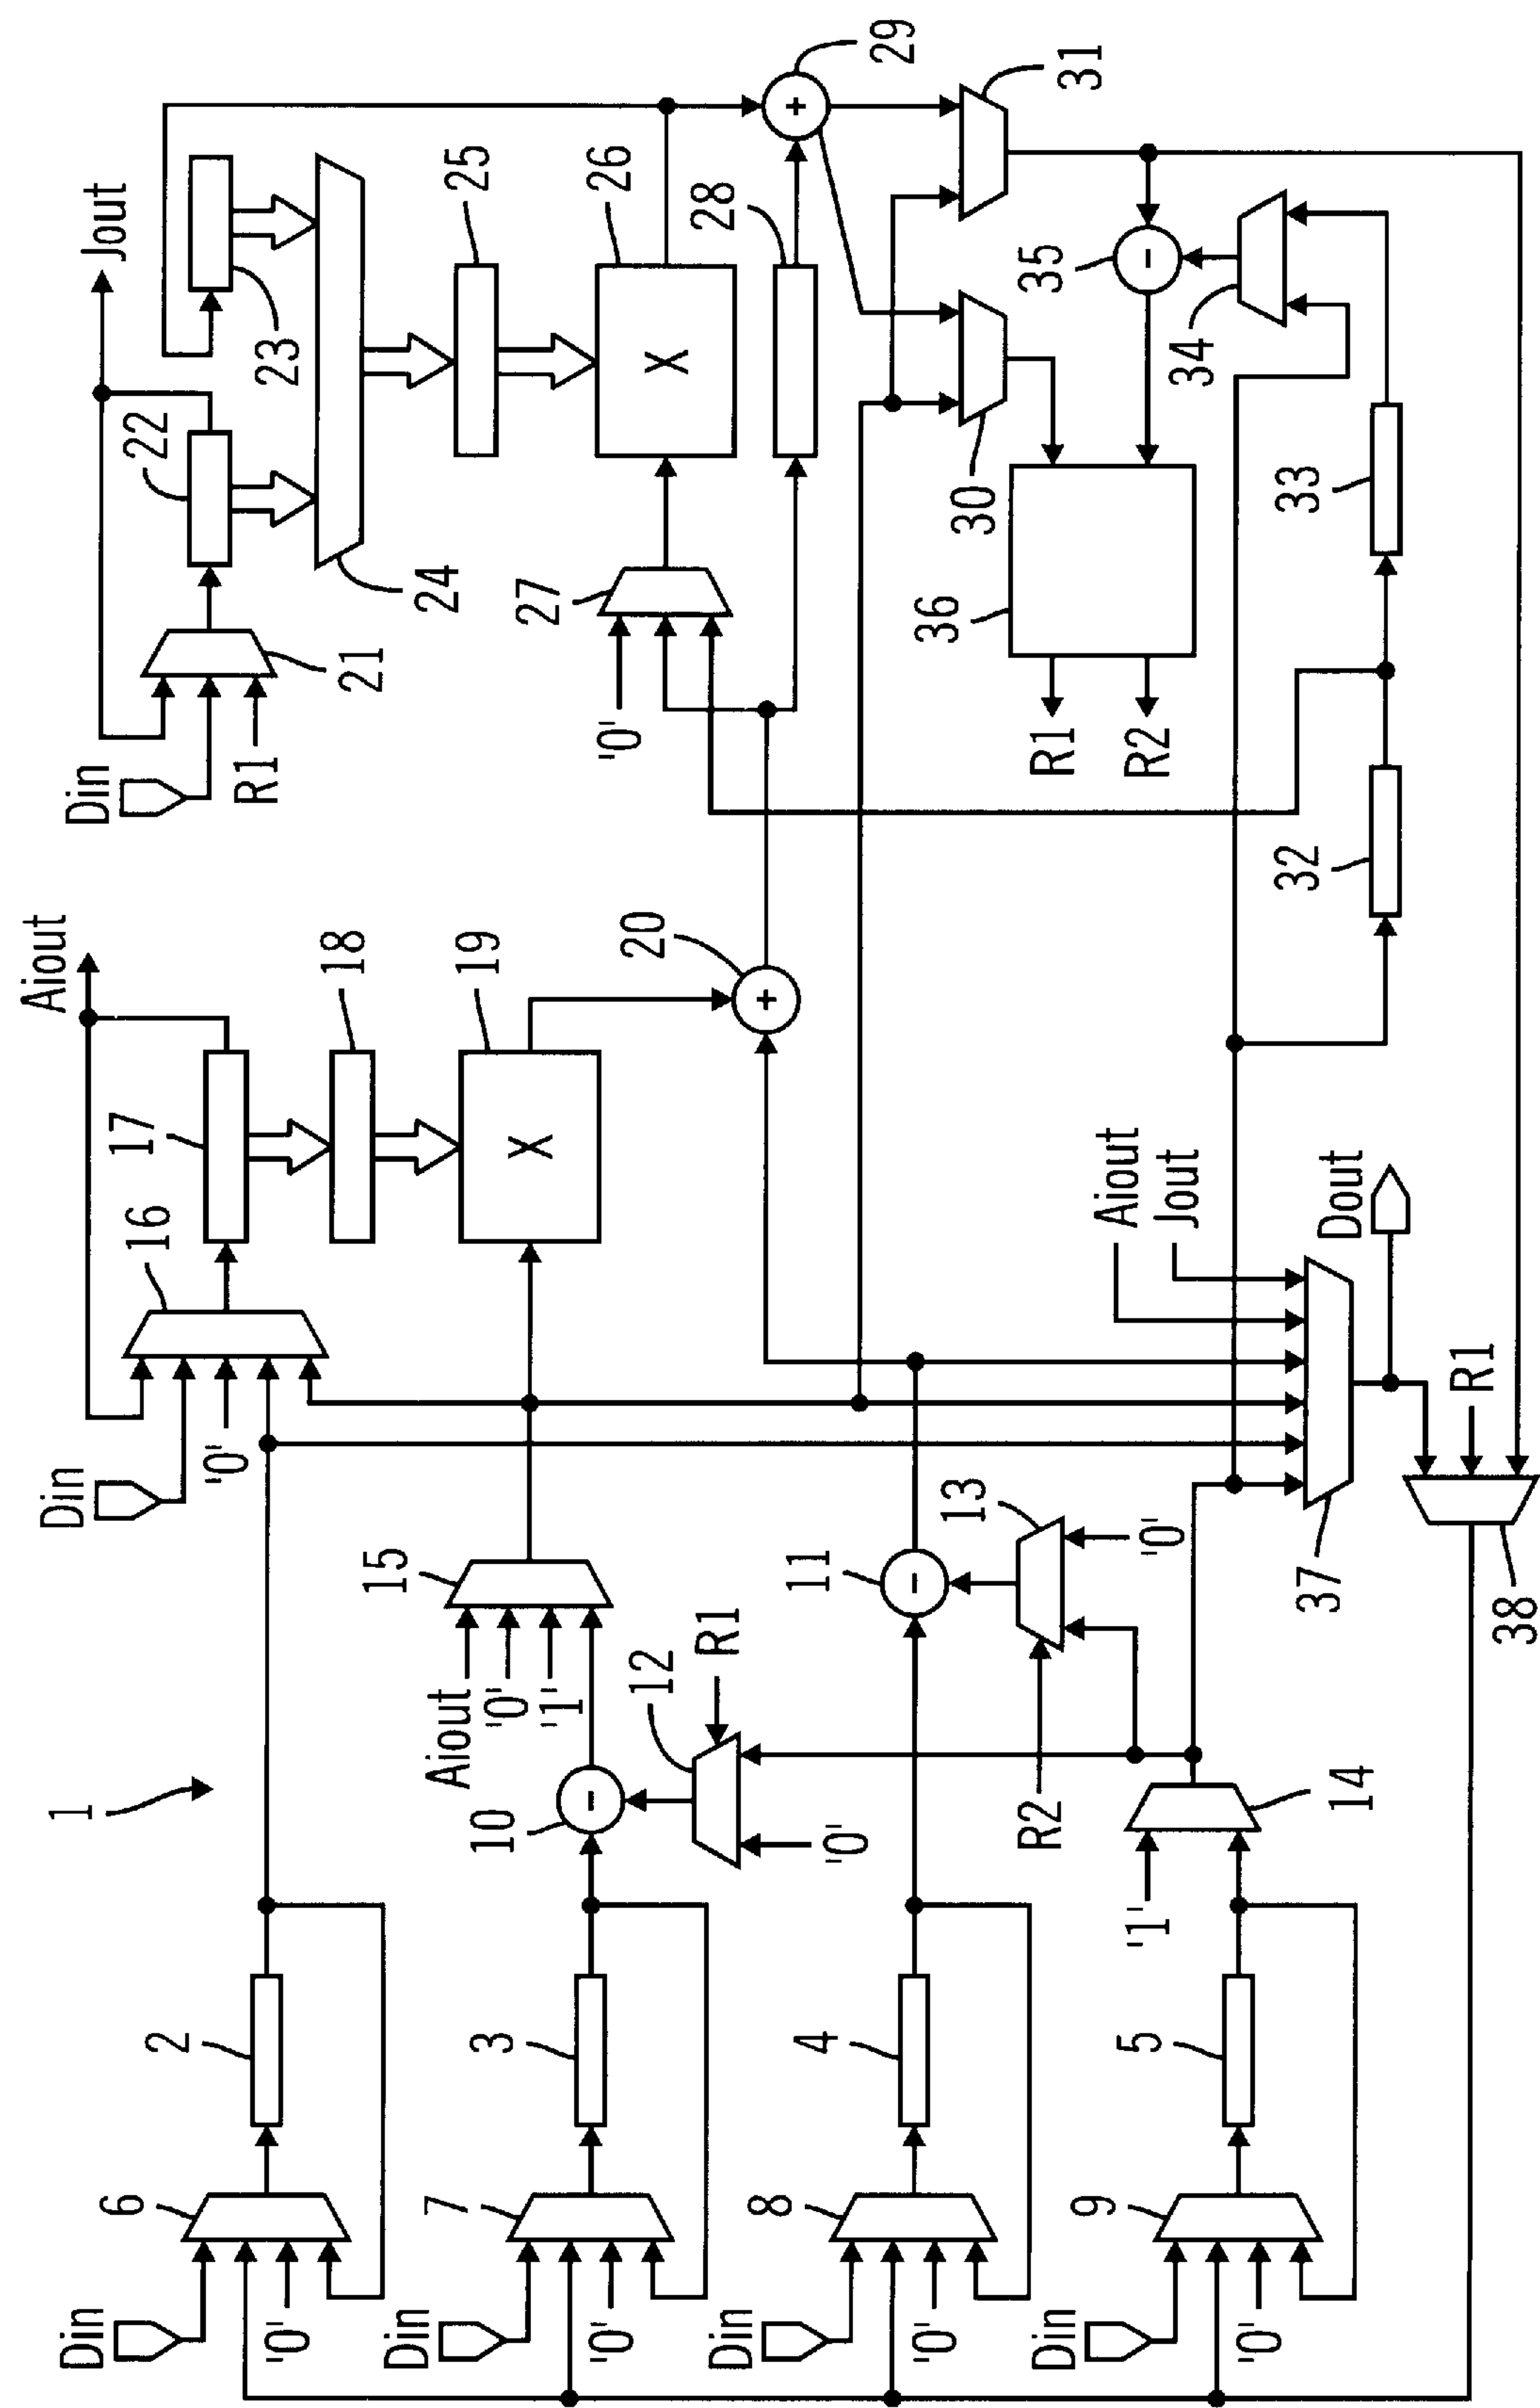 Din
1
Din
Aiout
Din
Jout
6
2
16
17
22
'0'
R1
23
'0'
18
21
Din
15
24
7
Aiout
25
3
10
'0'
19
27
'1'
X
'0'
-
'0'
26
12
20
X
R1
28
Din
8
+
+
29
4
'0'
11
-
'0'
13
36
30
Din
R2
R1
35
31
9
Aiout
5
'1'
'0'
R2
-
Jout
34
'0'
32
33
14
37
Dout
R1
38